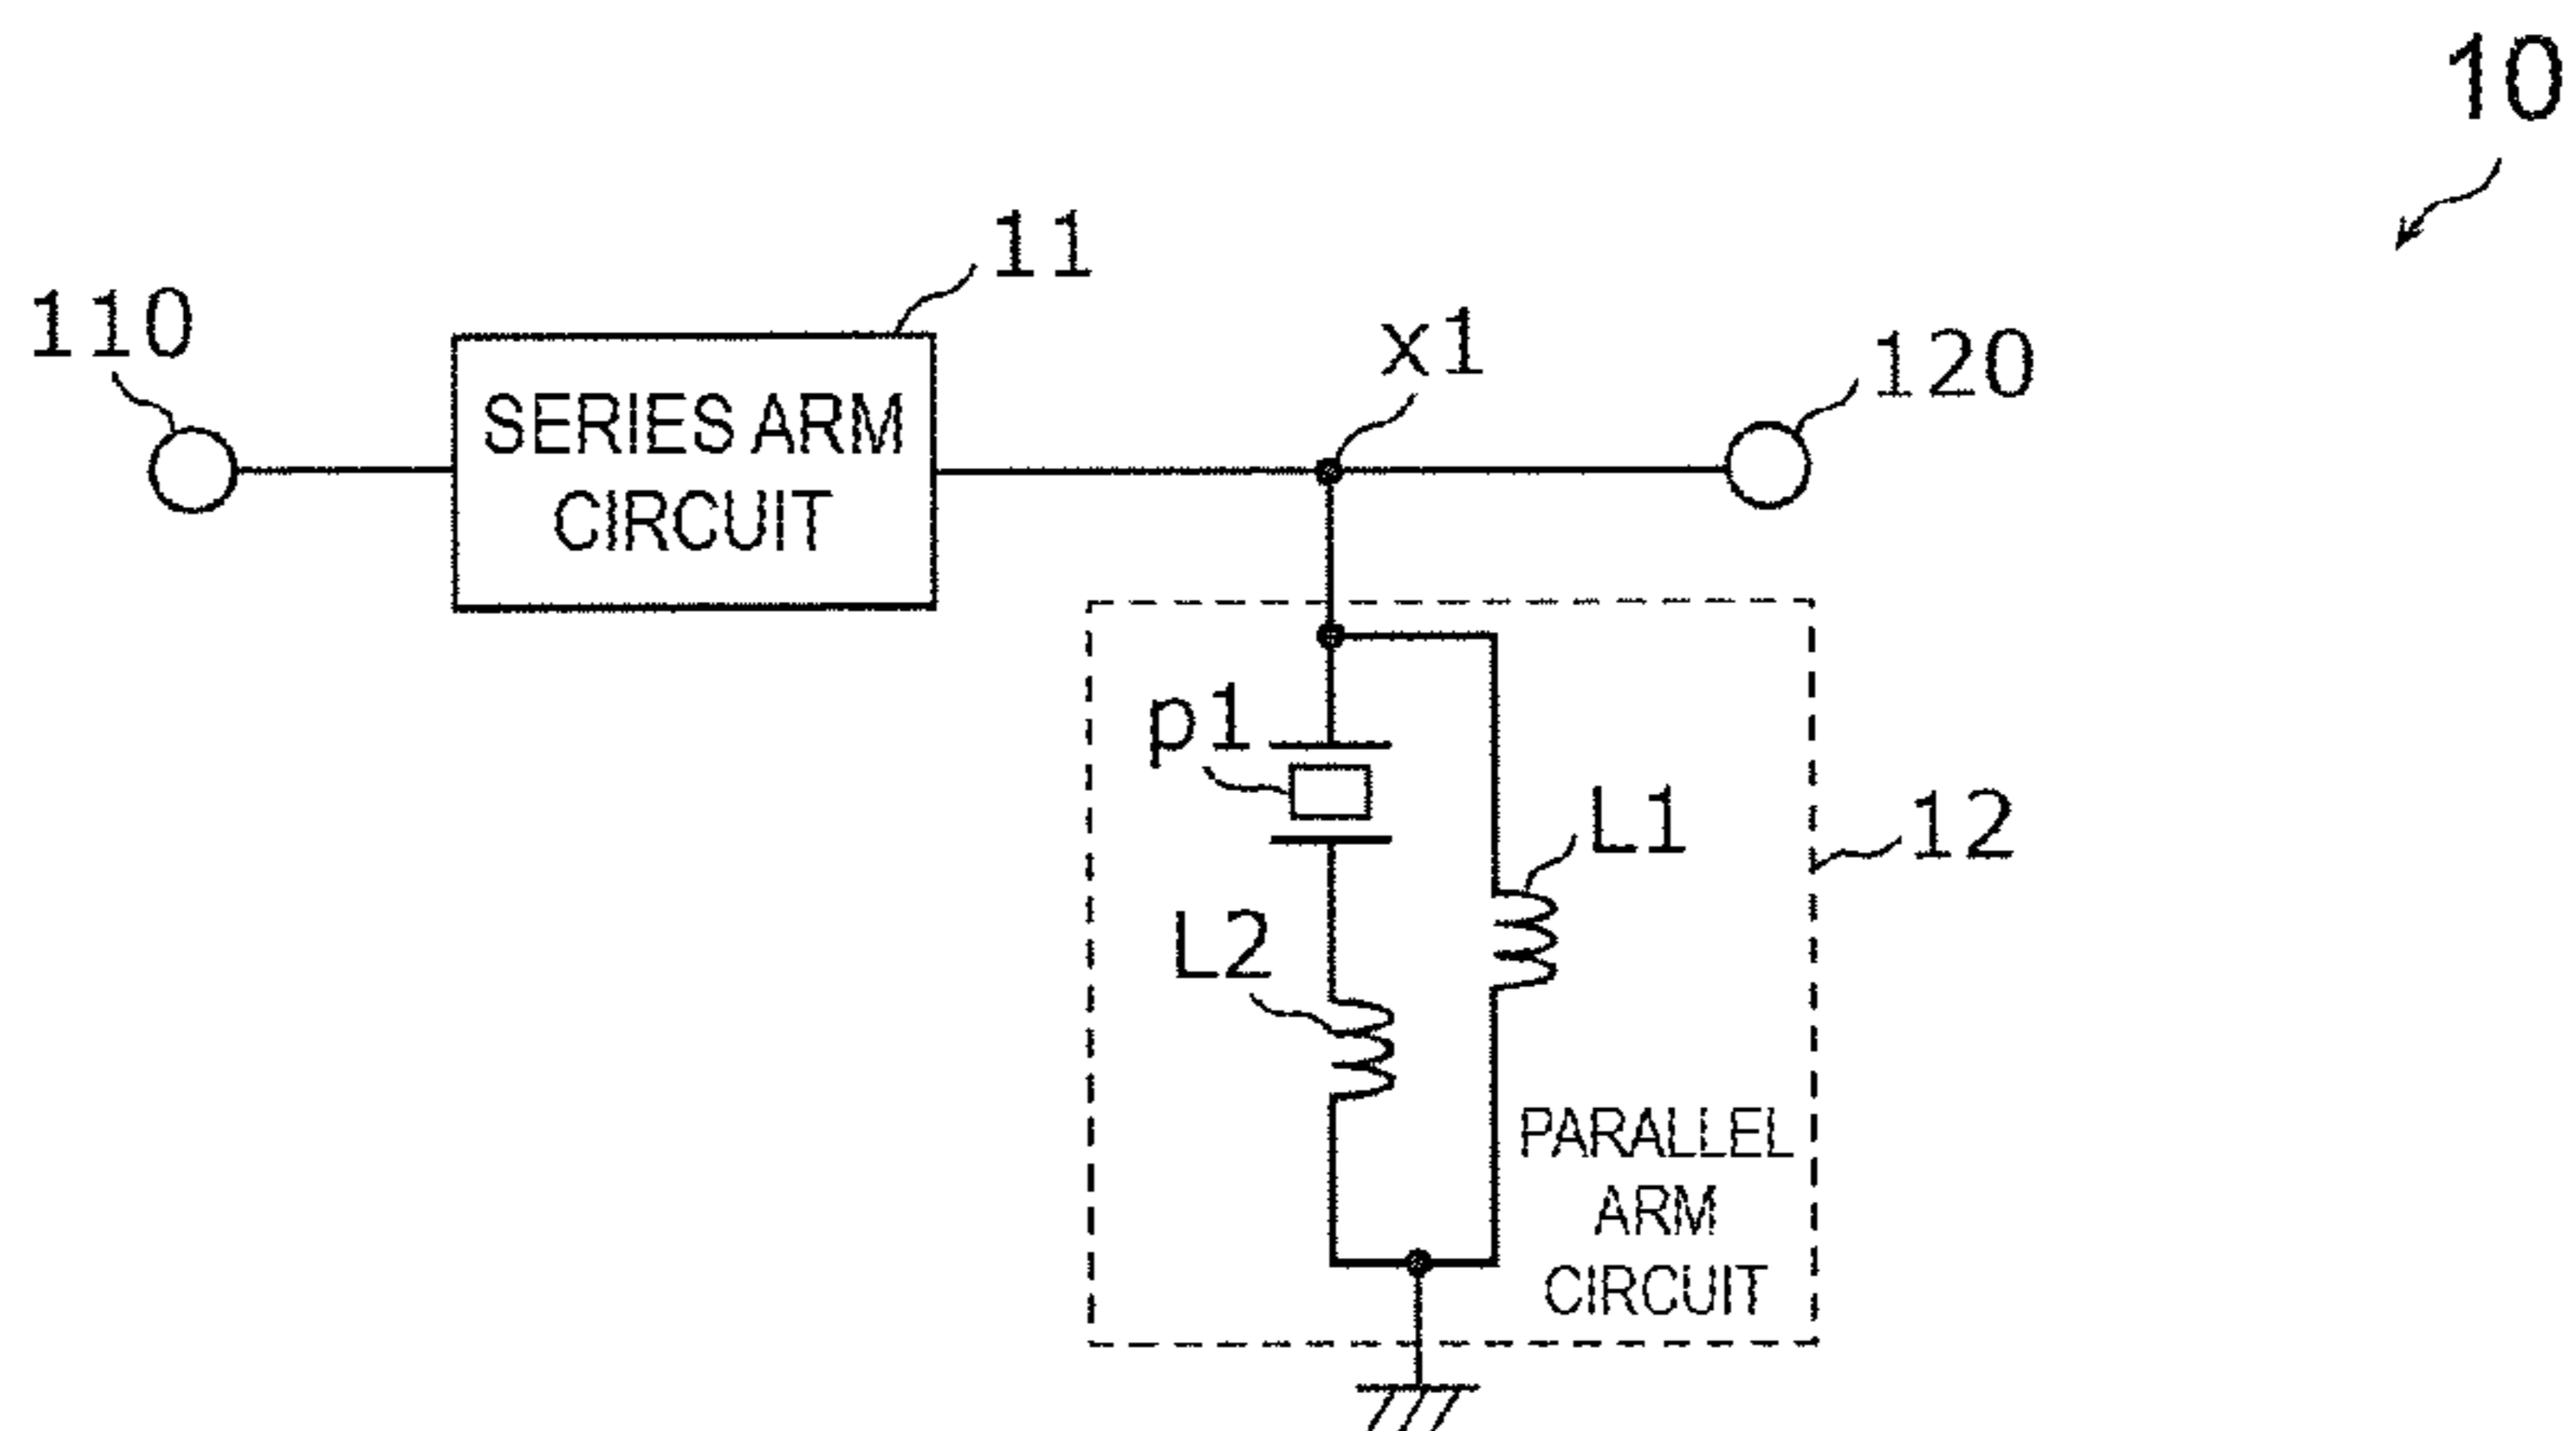 10
11
110
x1
120
SERIES ARM
CIRCUIT
p1
L1
12
L2
PARALLEL
ARM
CIRCUIT